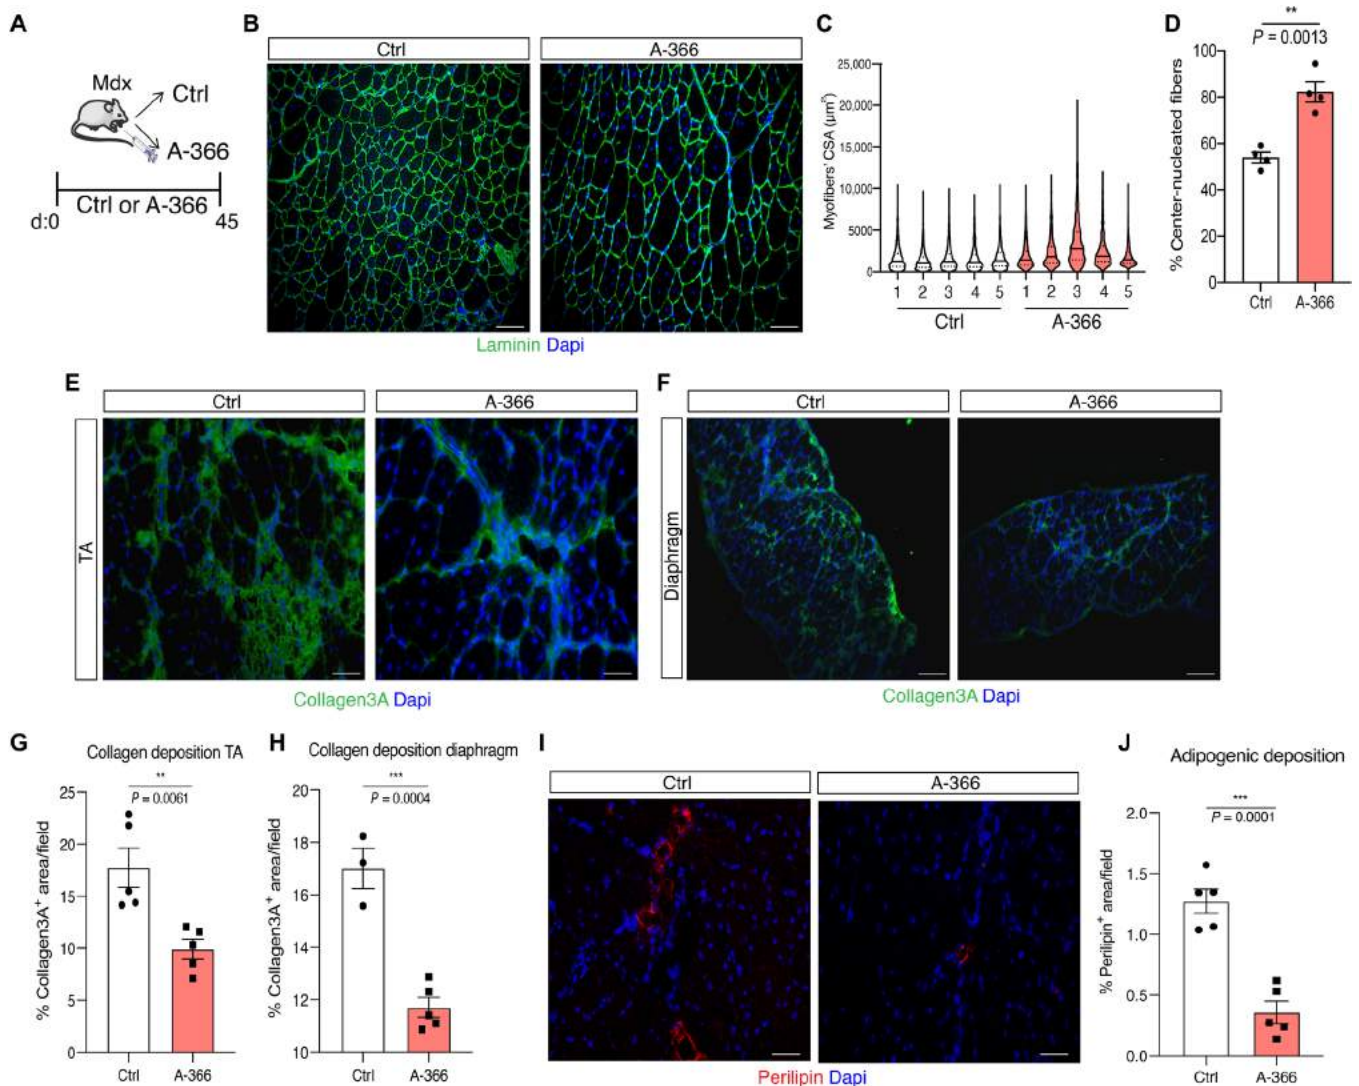 A
Mdx
Ctrl
A-366
Ctrl or A-366
d:0
45
B
Ctrl
A-366
Laminin Dapi
C
Myofibers' CSA (µm²)
25,000
20,000
15,000
10,000
5000
0
1 2 3 4 5 1 2 3 4 5
Ctrl A-366
D
**
P = 0.0013
% Center-nucleated fibers
100
80
60
40
20
0
Ctrl A-366
E
Ctrl
A-366
TA
Collagen3A Dapi
F
Ctrl
A-366
Diaphragm
Collagen3A Dapi
G
Collagen deposition TA
**
P = 0.0061
% Collagen3A⁺ area/field
25
20
15
10
5
0
Ctrl A-366
H
Collagen deposition diaphragm
***
P = 0.0004
% Collagen3A⁺ area/field
20
18
16
14
12
10
Ctrl A-366
I
Ctrl
A-366
Perilipin Dapi
J
Adipogenic deposition
***
P = 0.0001
% Perilipin⁺ area/field
2.0
1.5
1.0
0.5
0.0
Ctrl A-366